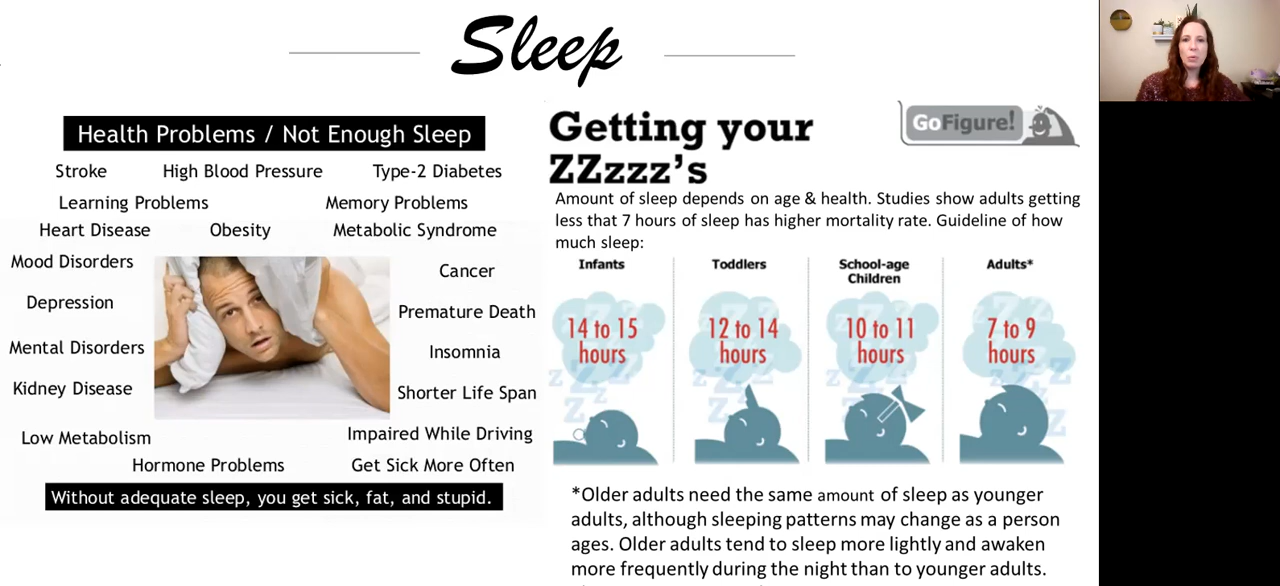 Sleep
Health Problems / Not Enough Sleep
Stroke High Blood Pressure Type-2 Diabetes
Learning Problems Memory Problems
Heart Disease Obesity Metabolic Syndrome
Mood Disorders Cancer
Depression Premature Death
Mental Disorders Insomnia
Kidney Disease Shorter Life Span
Low Metabolism Impaired While Driving
Hormone Problems Get Sick More Often
Without adequate sleep, you get sick, fat, and stupid.
Getting your
ZZzzz's
GoFigure!
Amount of sleep depends on age & health. Studies show adults getting
less that 7 hours of sleep has higher mortality rate. Guideline of how
much sleep:
Infants
14 to 15
hours
Toddlers
12 to 14
hours
School-age
Children
10 to 11
hours
Adults*
7 to 9
hours
*Older adults need the same amount of sleep as younger
adults, although sleeping patterns may change as a person
ages. Older adults tend to sleep more lightly and awaken
more frequently during the night than to younger adults.